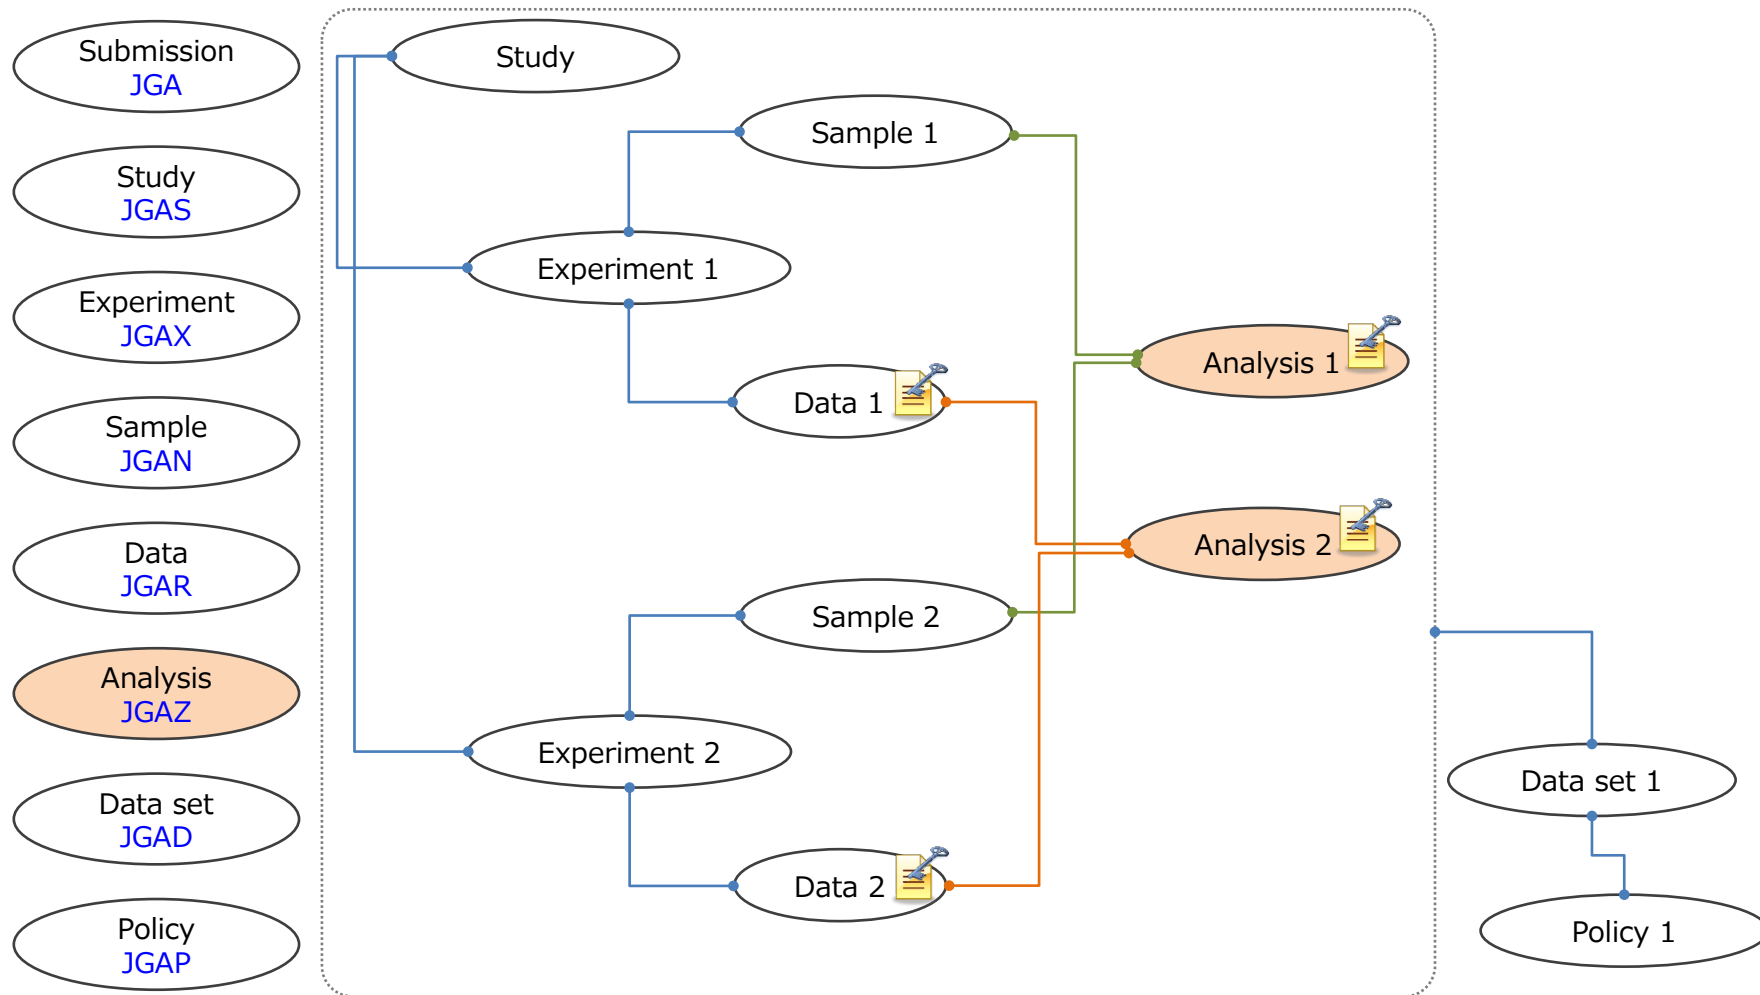 Submission
JGA
Study
JGAS
Experiment
JGAX
Sample
JGAN
Data
JGAR
Analysis
JGAZ
Data set
JGAD
Policy
JGAP
Study
Sample 1
Experiment 1
Data 1
Analysis 1
Analysis 2
Sample 2
Experiment 2
Data 2
Data set 1
Policy 1